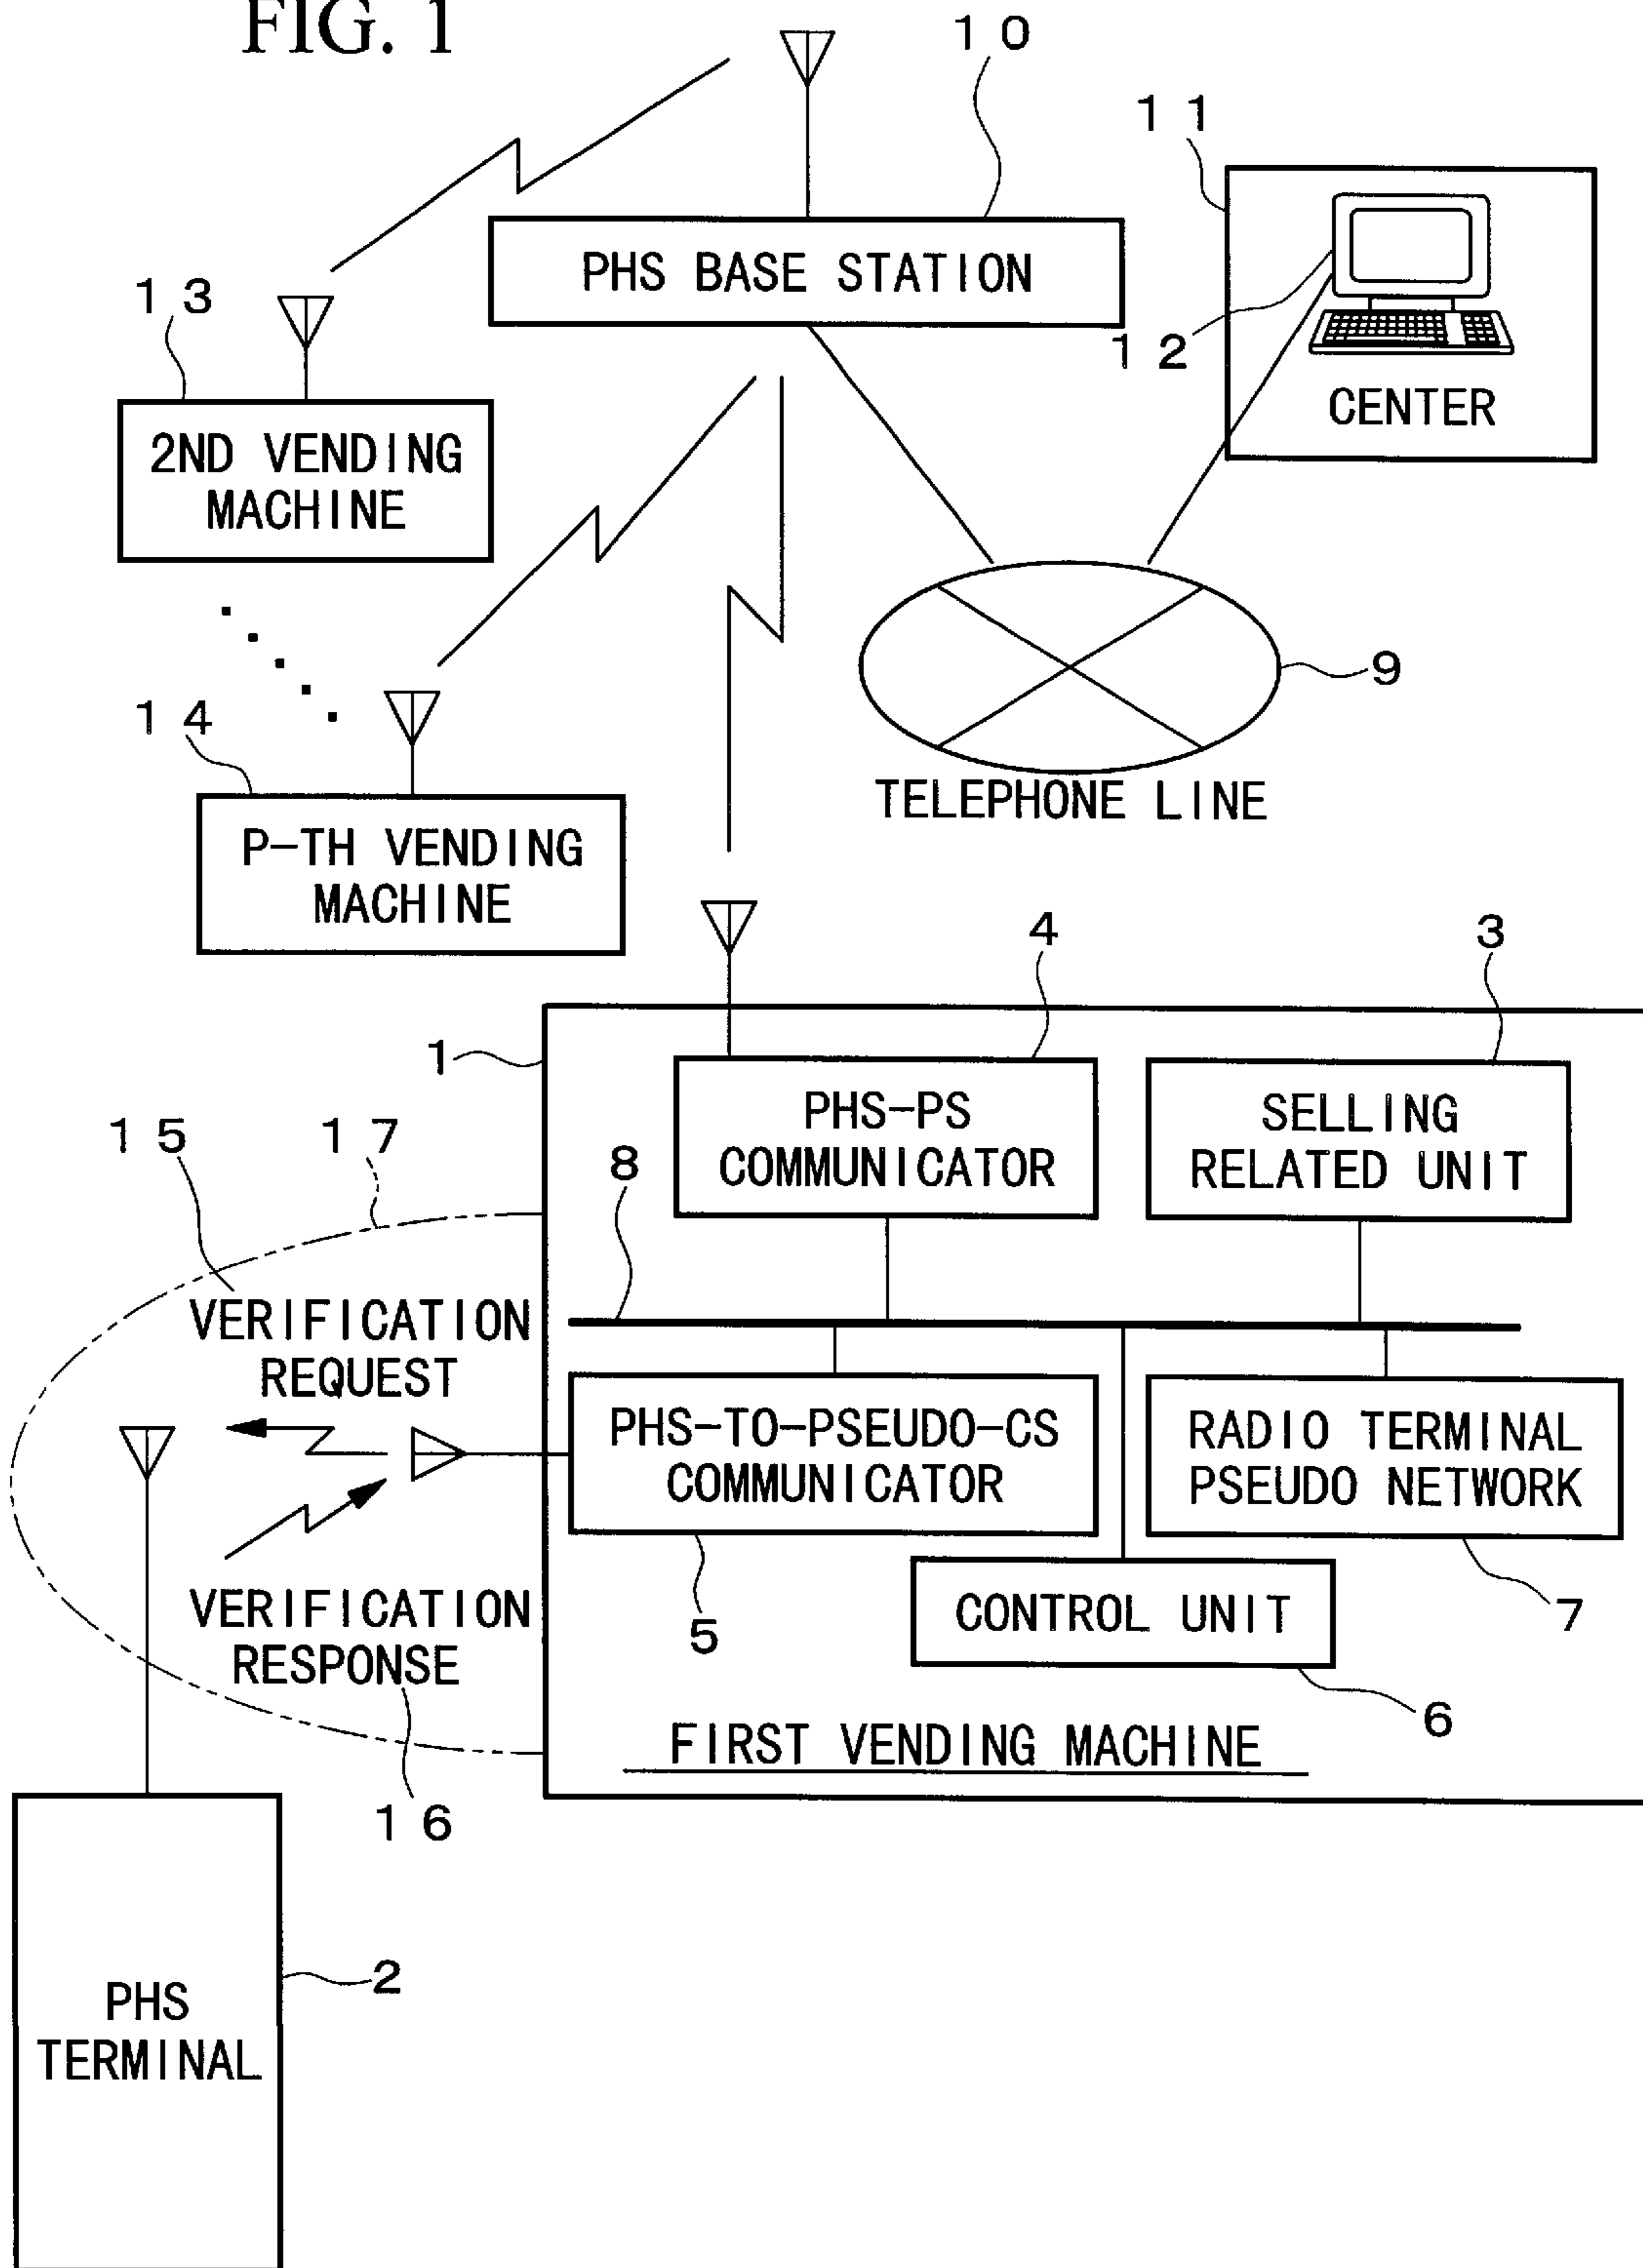 FIG. 1
10
11
PHS BASE STATION
13
12
CENTER
2ND VENDING
MACHINE
9
14
TELEPHONE LINE
P-TH VENDING
MACHINE
4
3
1
PHS-PS
COMMUNICATOR
SELLING
RELATED UNIT
15
17
8
VERIFICATION
REQUEST
PHS-TO-PSEUDO-CS
COMMUNICATOR
RADIO TERMINAL
PSEUDO NETWORK
VERIFICATION
RESPONSE
5
CONTROL UNIT
7
6
FIRST VENDING MACHINE
16
2
PHS
TERMINAL